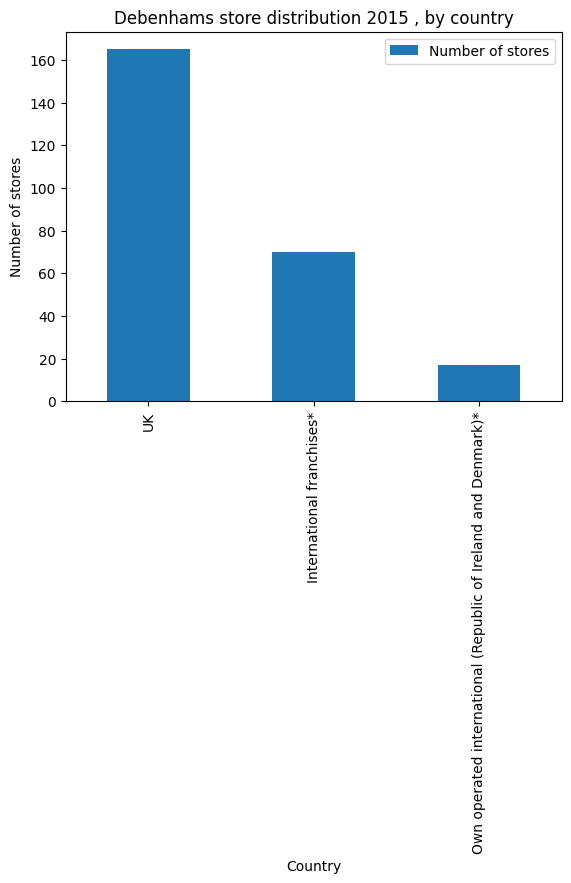 Debenhams store distribution 2015 , by country
Number of stores
Number of stores
160
140
120
100
80
60
40
20
0
UK
International franchises*
Own operated international (Republic of Ireland and Denmark)*
Country